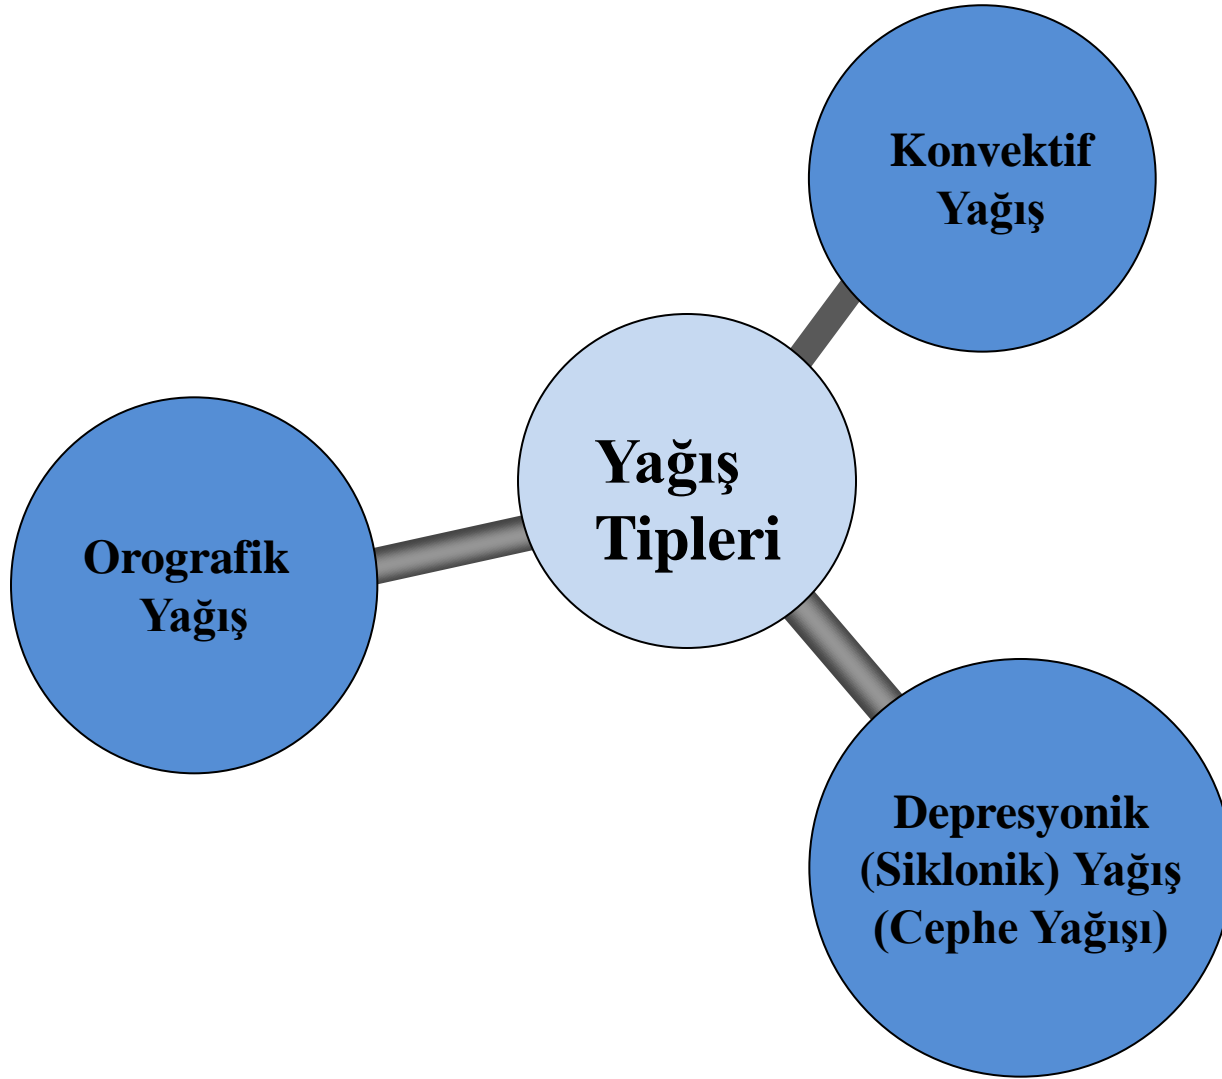 Konvektif
Yağış
Yağış
Tipleri
Orografik
Yağış
Depresyonik
(Siklonik) Yağış
(Cephe Yağışı)